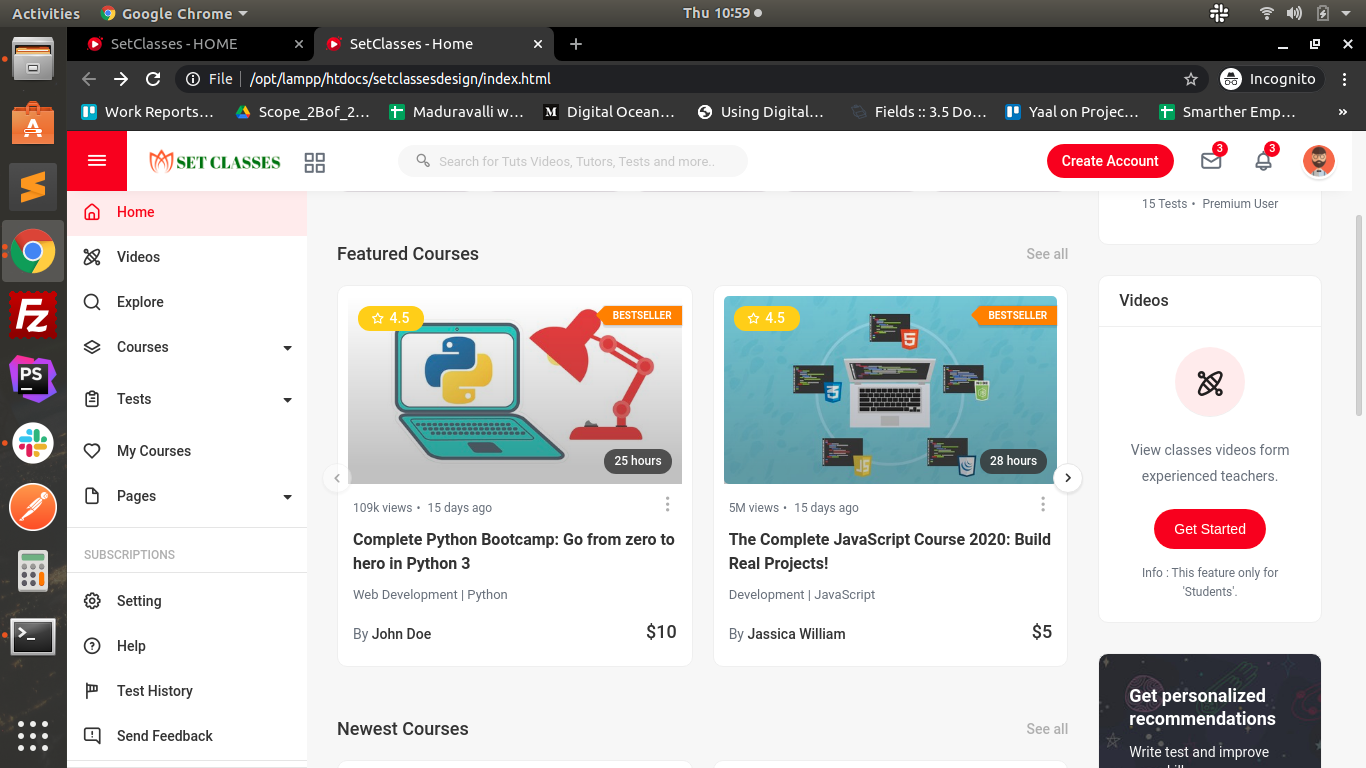 Activities
Google Chrome
Thu 10:59
SetClasses - HOME
SetClasses - Home
File
/opt/lampp/htdocs/setclassesdesign/index.html
Incognito
Work Reports…
Scope_2Bof_2…
Maduravalli w…
Digital Ocean…
Using Digital…
Fields :: 3.5 Do…
Yaal on Projec…
Smarther Emp…
»
SET CLASSES
Search for Tuts Videos, Tutors, Tests and more..
Create Account
3
3
Home
Videos
Explore
Courses
Tests
My Courses
Pages
SUBSCRIPTIONS
Setting
Help
Test History
Send Feedback
Featured Courses
See all
4.5
BESTSELLER
25 hours
109k views • 15 days ago
Complete Python Bootcamp: Go from zero to
hero in Python 3
Web Development | Python
By John Doe
$10
4.5
BESTSELLER
28 hours
5M views • 15 days ago
The Complete JavaScript Course 2020: Build
Real Projects!
Development | JavaScript
By Jassica William
$5
Newest Courses
See all
15 Tests • Premium User
Videos
View classes videos form
experienced teachers.
Get Started
Info : This feature only for
'Students'.
Get personalized
recommendations
Write test and improve